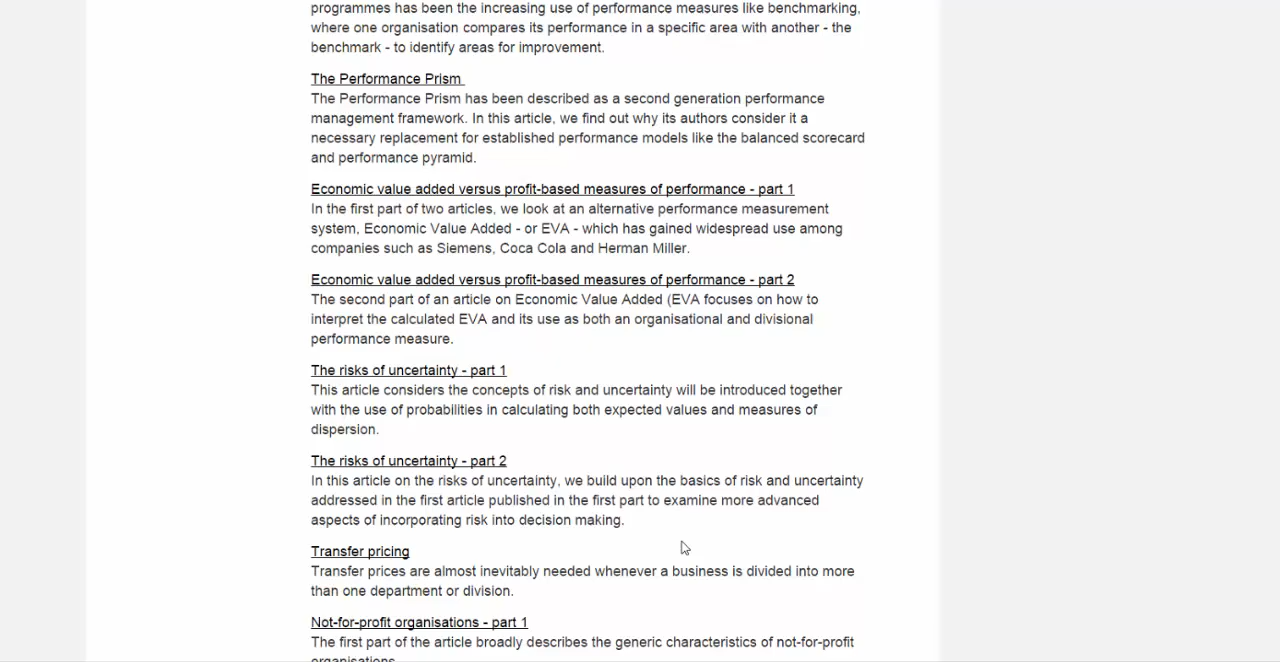 programmes has been the increasing use of performance measures like benchmarking,
where one organisation compares its performance in a specific area with another - the
benchmark - to identify areas for improvement.
The Performance Prism
The Performance Prism has been described as a second generation performance
management framework. In this article, we find out why its authors consider it a
necessary replacement for established performance models like the balanced scorecard
and performance pyramid.
Economic value added versus profit-based measures of performance - part 1
In the first part of two articles, we look at an alternative performance measurement
system, Economic Value Added - or EVA - which has gained widespread use among
companies such as Siemens, Coca Cola and Herman Miller.
Economic value added versus profit-based measures of performance - part 2
The second part of an article on Economic Value Added (EVA focuses on how to
interpret the calculated EVA and its use as both an organisational and divisional
performance measure.
The risks of uncertainty - part 1
This article considers the concepts of risk and uncertainty will be introduced together
with the use of probabilities in calculating both expected values and measures of
dispersion.
The risks of uncertainty - part 2
In this article on the risks of uncertainty, we build upon the basics of risk and uncertainty
addressed in the first article published in the first part to examine more advanced
aspects of incorporating risk into decision making.
Transfer pricing
Transfer prices are almost inevitably needed whenever a business is divided into more
than one department or division.
Not-for-profit organisations - part 1
The first part of the article broadly describes the generic characteristics of not-for-profit
organisations.